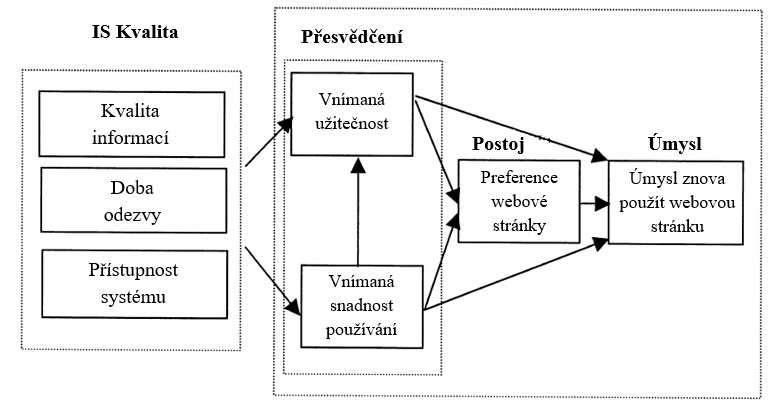 IS Kvalita
Kvalita
informací
Doba
odezvy
Přístupnost
systému
Přesvědčení
Vnímaná
užitečnost
Vnímaná
snadnost
používání
Postoj
Preference
webové
stránky
Úmysl
Úmysl znova
použít webovou
stránku